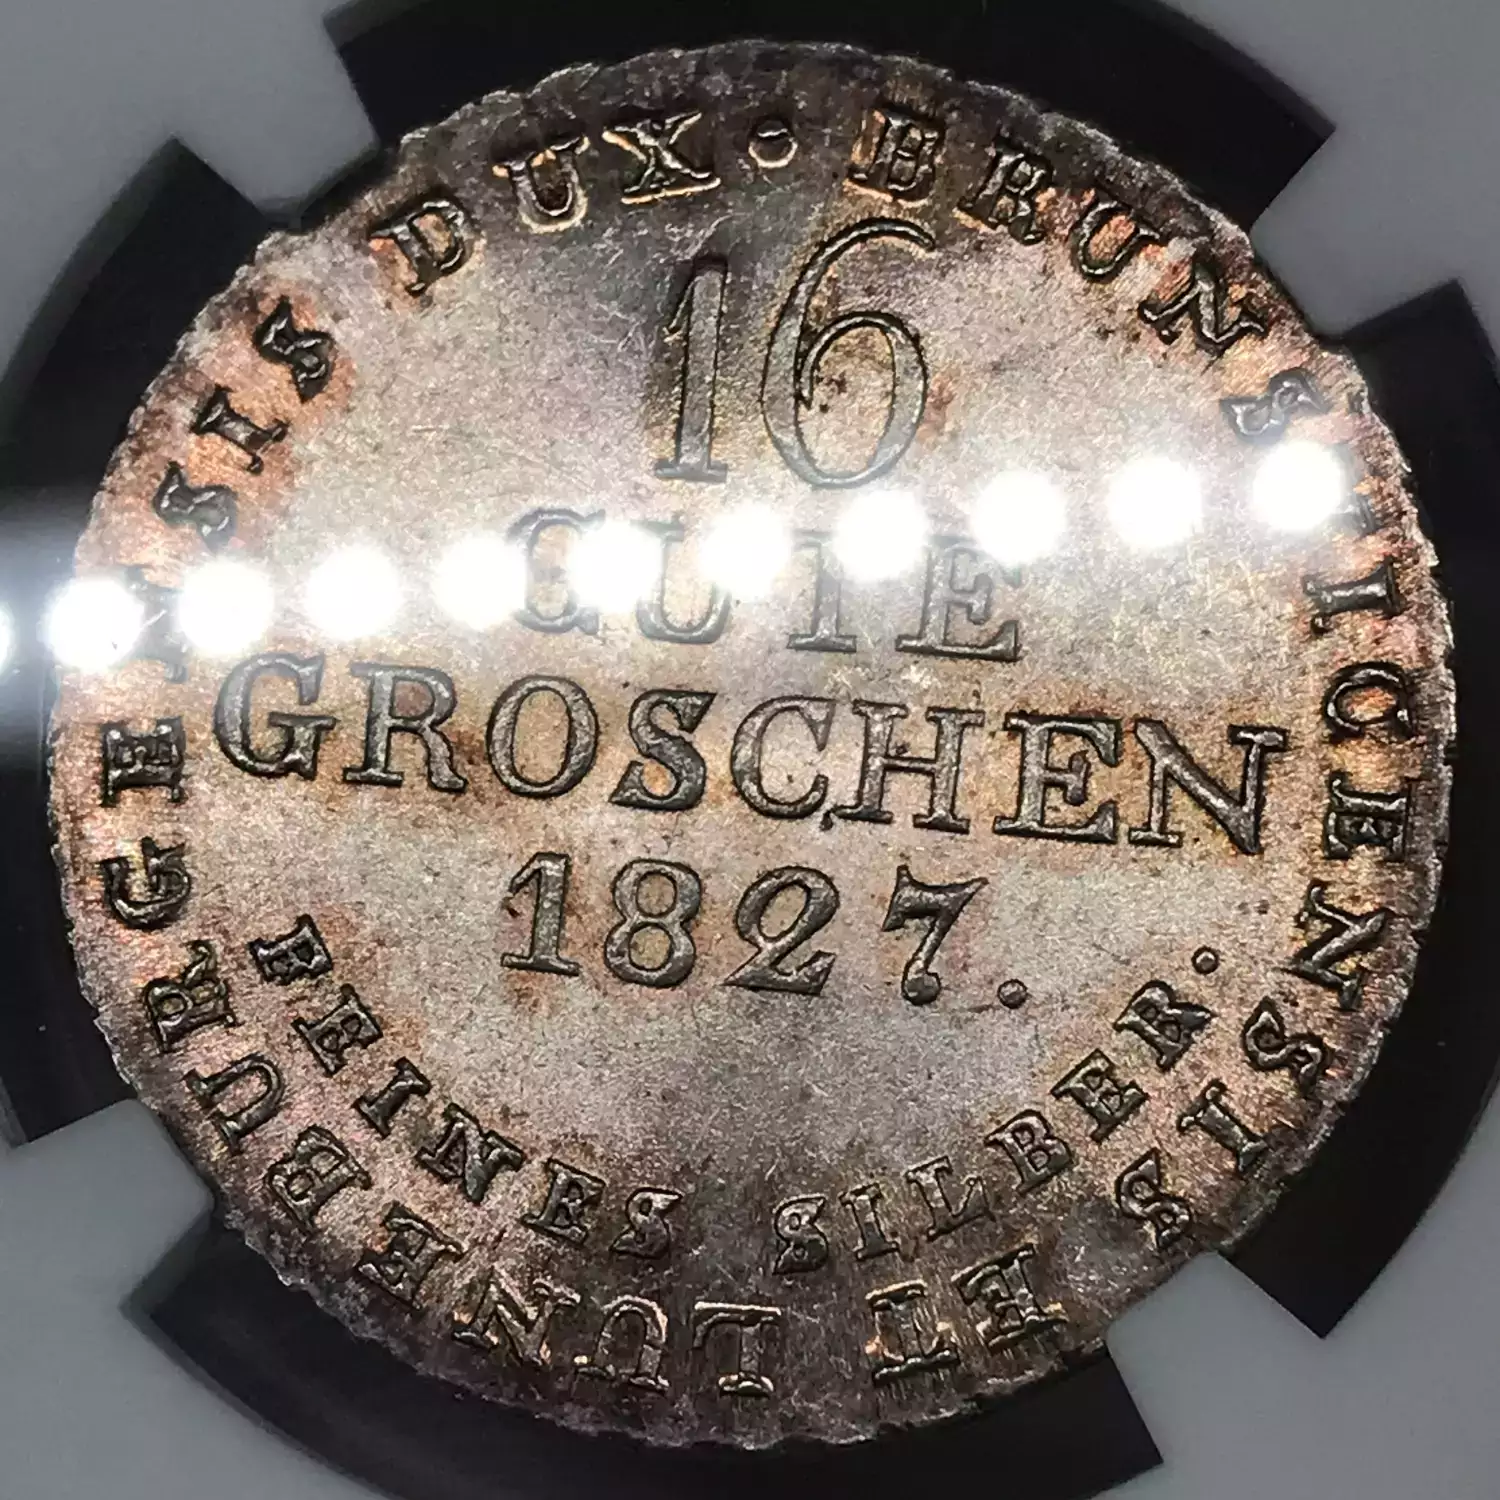 16
GUTE
GROSCHEN
1827.
FEINES SILBER.
BRUNSVICENSIS ET LUNEBURGENSIS DUX •